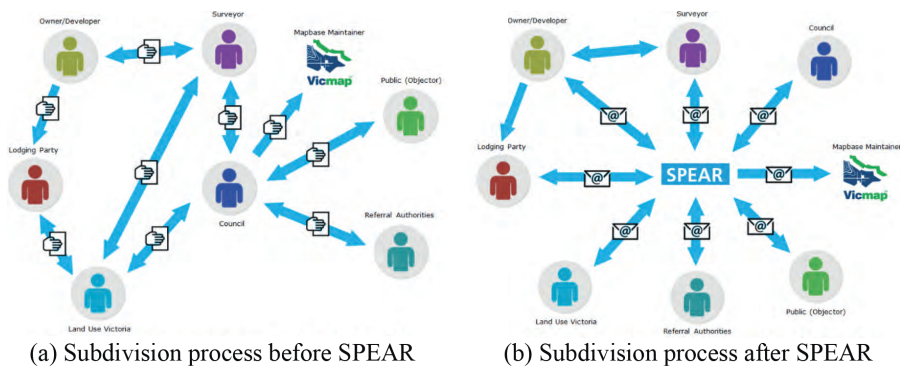 Surveyor
Owner/Developer
Mapbase Maintainer
Vicmap
Public (Objector)
Lodging Party
Council
Referral Authorities
Land Use Victoria
(a) Subdivision process before SPEAR
Surveyor
Owner/Developer
Council
@
@
@
Lodging Party
@
SPEAR
@
Mapbase Maintainer
Vicmap
@
@
@
Land Use Victoria
Referral Authorities
Public (Objector)
(b) Subdivision process after SPEAR